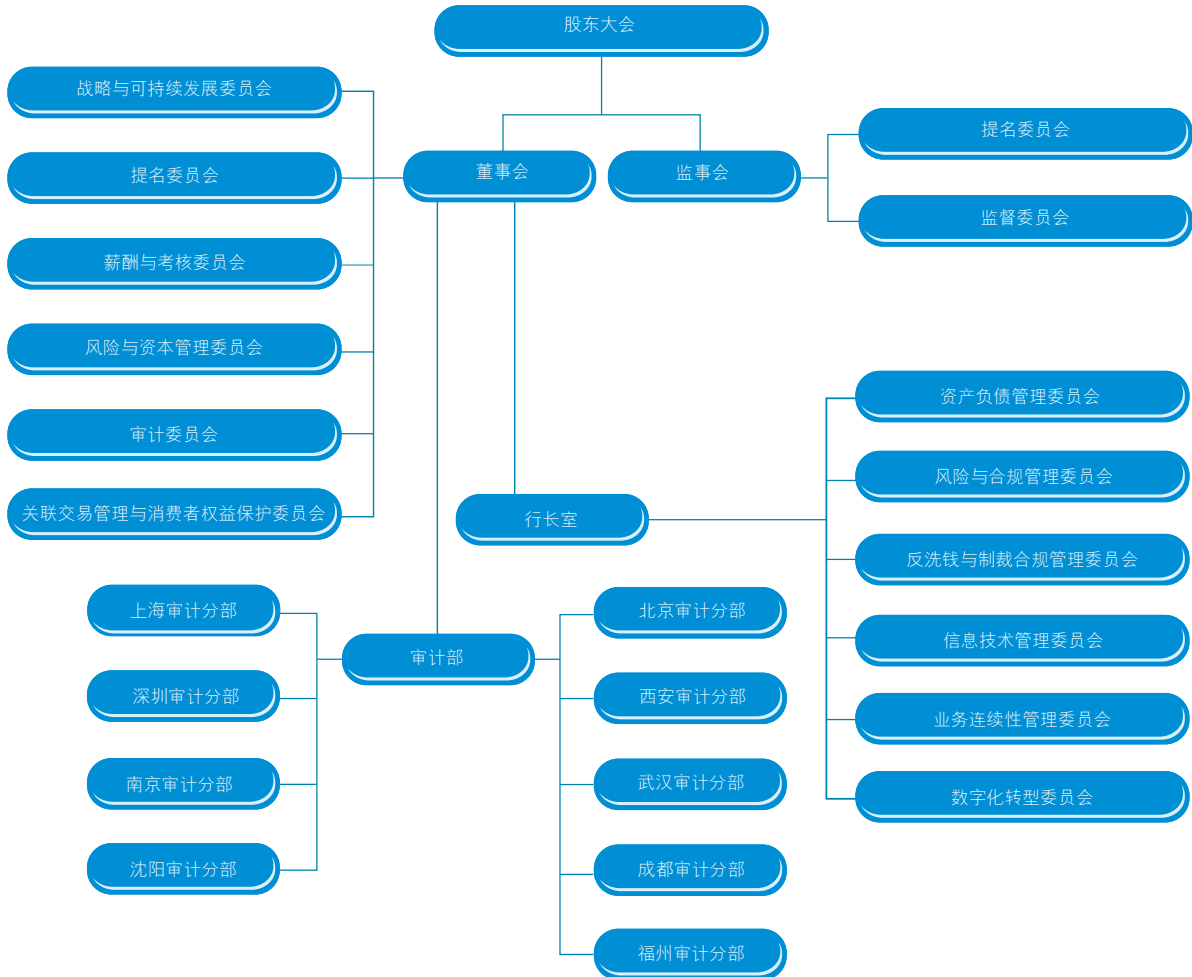 股东大会
战略与可持续发展委员会
提名委员会
薪酬与考核委员会
风险与资本管理委员会
审计委员会
关联交易管理与消费者权益保护委员会
董事会
监事会
提名委员会
监督委员会
行长室
资产负债管理委员会
风险与合规管理委员会
反洗钱与制裁合规管理委员会
信息技术管理委员会
业务连续性管理委员会
数字化转型委员会
审计部
上海审计分部
深圳审计分部
南京审计分部
沈阳审计分部
北京审计分部
西安审计分部
武汉审计分部
成都审计分部
福州审计分部